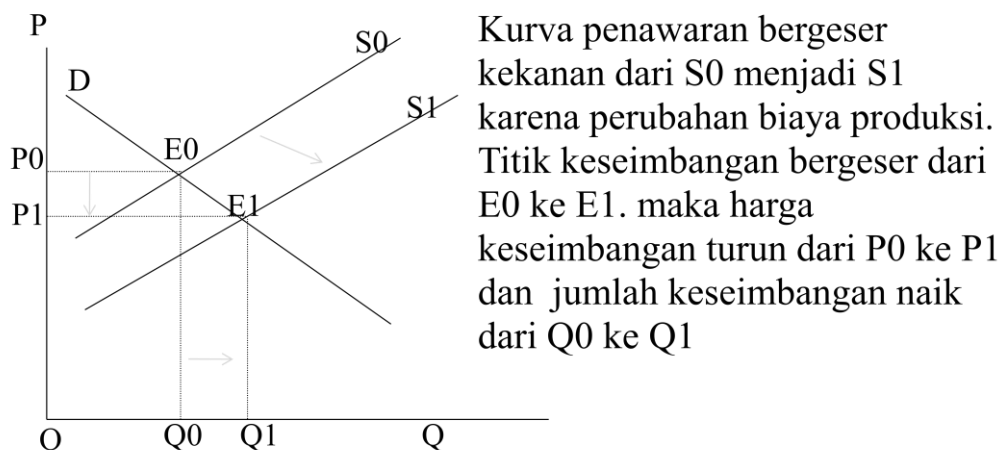 P
S0
D
S1
P0
E0
P1
E1
O
Q0
Q1
Q
Kurva penawaran bergeser
kekanan dari S0 menjadi S1
karena perubahan biaya produksi.
Titik keseimbangan bergeser dari
E0 ke E1. maka harga
keseimbangan turun dari P0 ke P1
dan jumlah keseimbangan naik
dari Q0 ke Q1